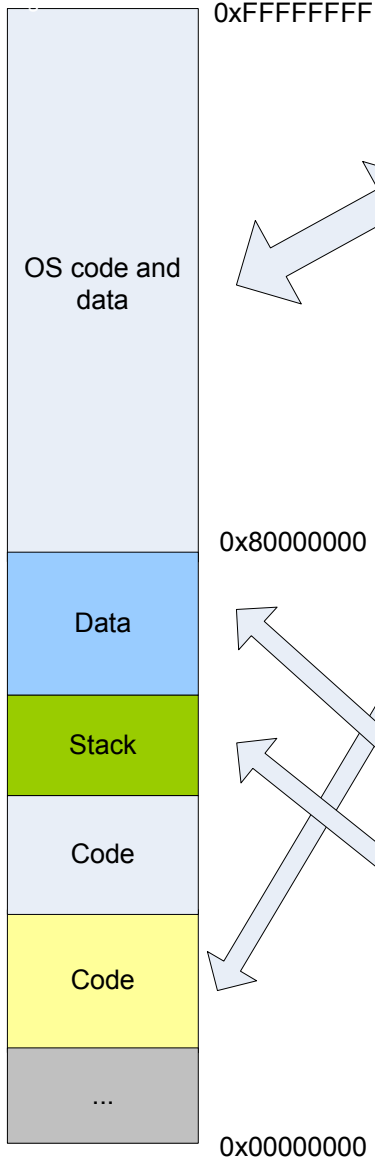 0xFFFFFFFF
OS code and
data
0x80000000
Data
Stack
Code
Code
...
0x00000000